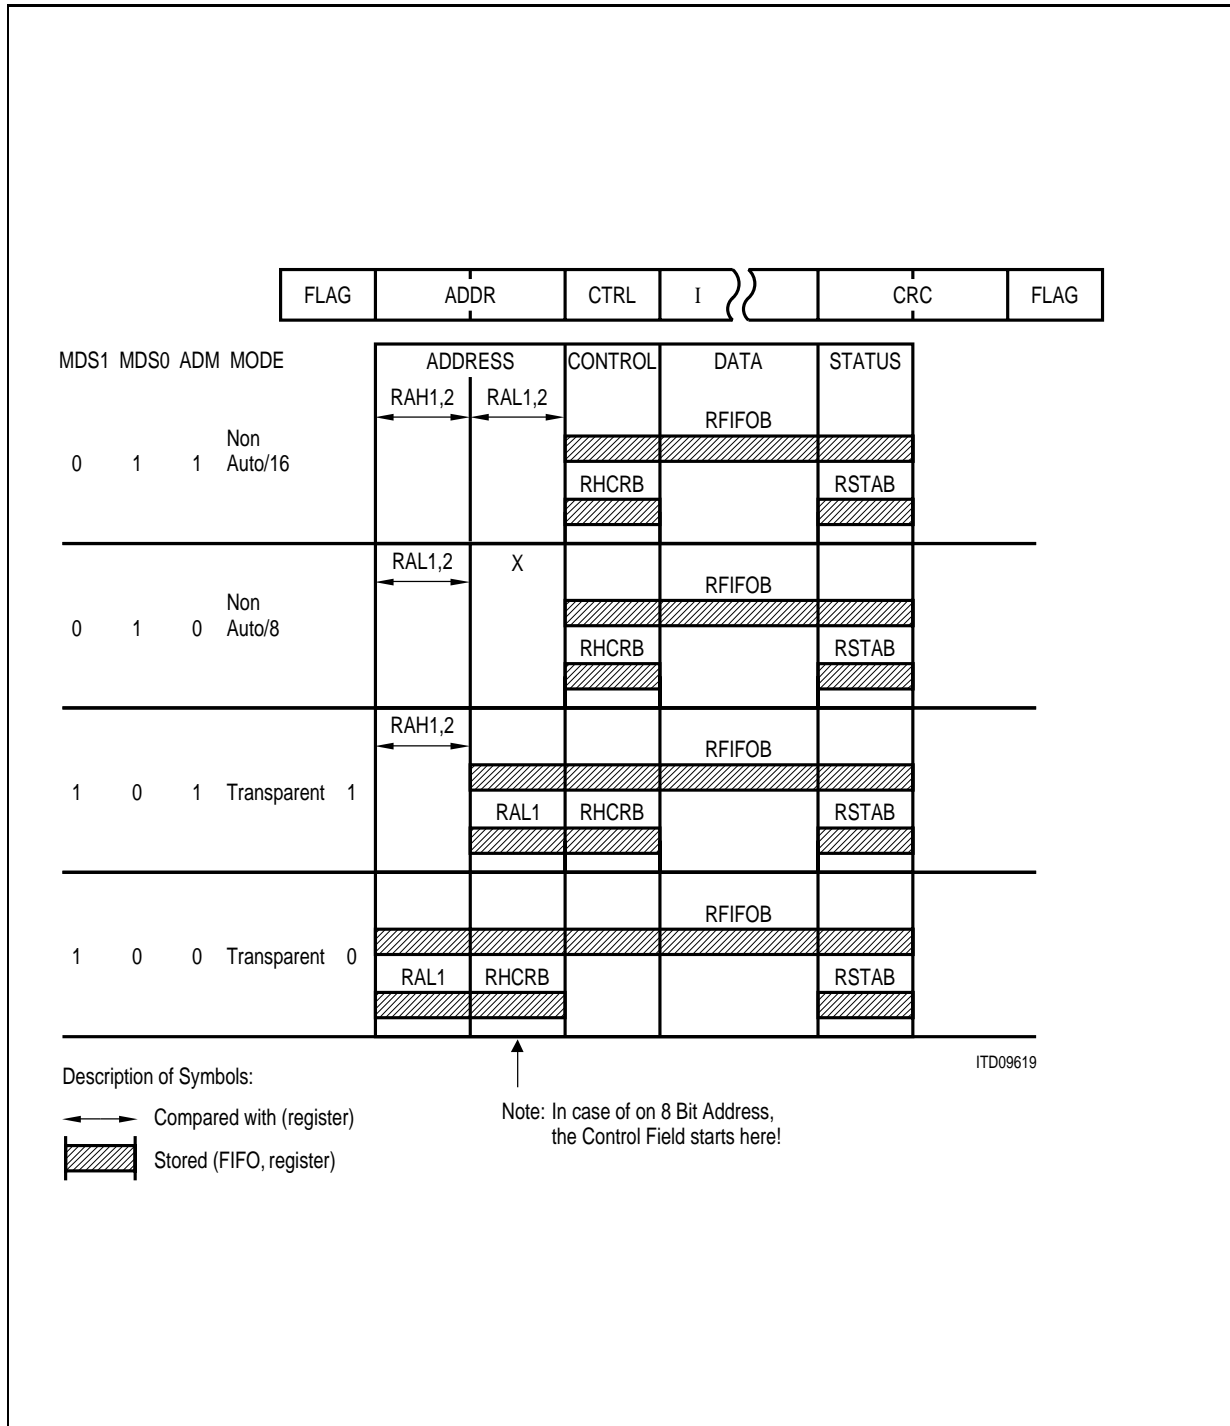 FLAG ADDR CTRL I CRC FLAG
MDS1 MDS0 ADM MODE ADDRESS CONTROL DATA STATUS
RAH1,2 RAL1,2
RFIFOB
Non
0 1 1 Auto/16
RHCRB RSTAB
RAL1,2 X
RFIFOB
Non
0 1 0 Auto/8
RHCRB RSTAB
RAH1,2
RFIFOB
1 0 1 Transparent 1
RAL1 RHCRB RSTAB
RFIFOB
1 0 0 Transparent 0
RAL1 RHCRB RSTAB
ITD09619
Description of Symbols:
Compared with (register)
Stored (FIFO, register)
Note: In case of on 8 Bit Address,
the Control Field starts here!